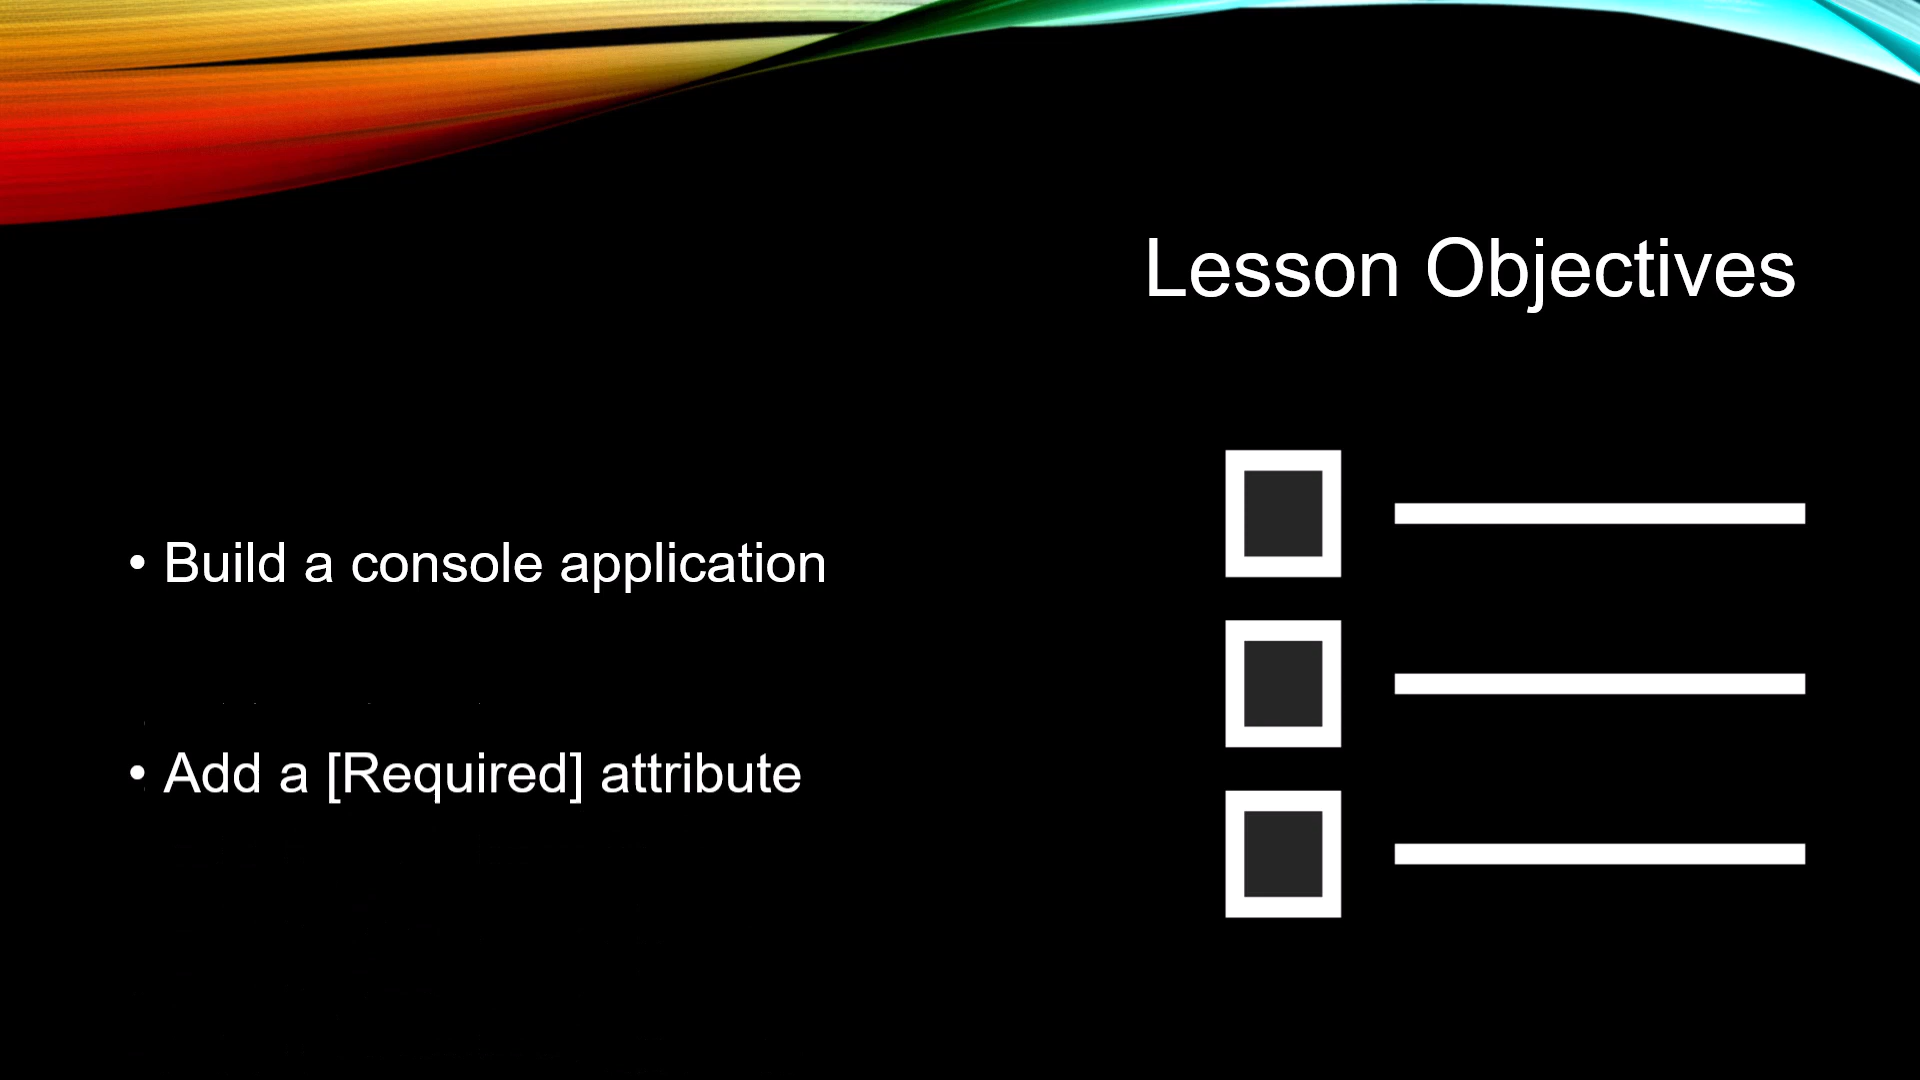 Lesson Objectives
• Build a console application
• Add a [Required] attribute